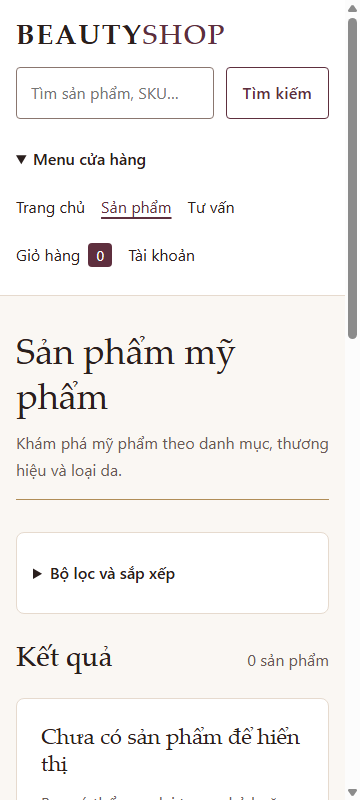 BEAUTYSHOP
Tìm sản phẩm, SKU...
Tìm kiếm
Menu cửa hàng
Trang chủ Sản phẩm Tư vấn
Giỏ hàng 0 Tài khoản
Sản phẩm mỹ
phẩm
Khám phá mỹ phẩm theo danh mục, thương
hiệu và loại da.
Bộ lọc và sắp xếp
Kết quả
0 sản phẩm
Chưa có sản phẩm để hiển
thị